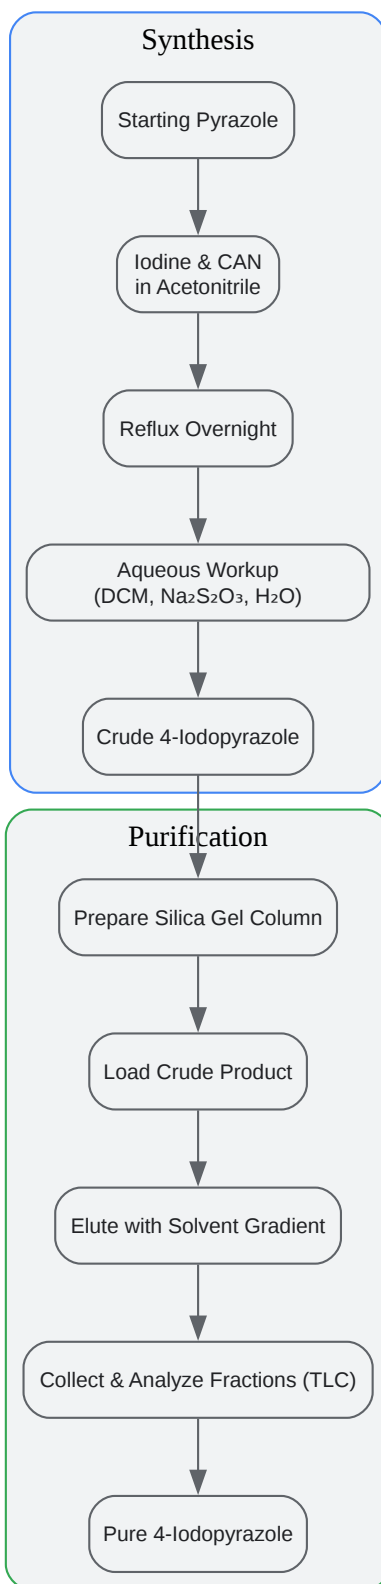 Synthesis
Starting Pyrazole
Iodine & CAN
in Acetonitrile
Reflux Overnight
Aqueous Workup
(DCM, Na₂S₂O₃, H₂O)
Crude 4-Iodopyrazole
Purification
Prepare Silica Gel Column
Load Crude Product
Elute with Solvent Gradient
Collect & Analyze Fractions (TLC)
Pure 4-Iodopyrazole